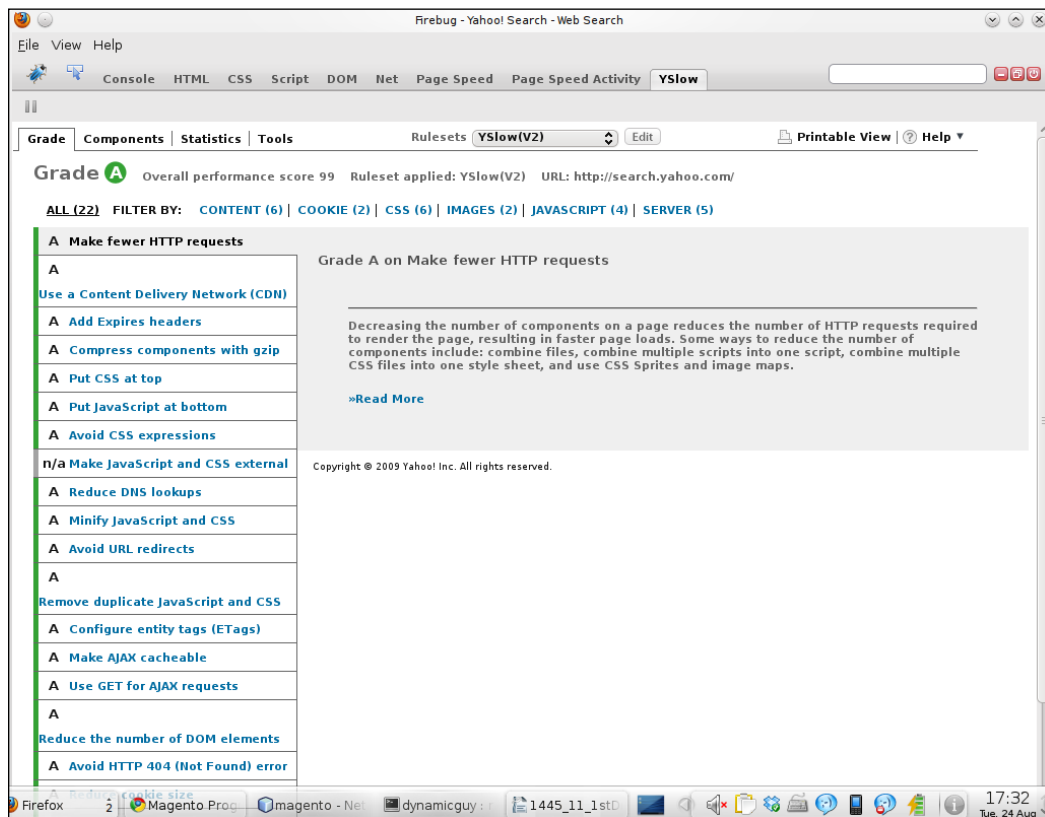 Firebug - Yahoo! Search - Web Search
File View Help
Console HTML CSS Script DOM Net Page Speed Page Speed Activity YSlow
Grade Components | Statistics | Tools Rulesets YSlow(V2) Edit Printable View | ? Help
Grade A Overall performance score 99 Ruleset applied: YSlow(V2) URL: http://search.yahoo.com/
ALL (22) FILTER BY: CONTENT (6) | COOKIE (2) | CSS (6) | IMAGES (2) | JAVASCRIPT (4) | SERVER (5)
A Make fewer HTTP requests
A
Use a Content Delivery Network (CDN)
A Add Expires headers
A Compress components with gzip
A Put CSS at top
A Put JavaScript at bottom
A Avoid CSS expressions
n/a Make JavaScript and CSS external
A Reduce DNS lookups
A Minify JavaScript and CSS
A Avoid URL redirects
A
Remove duplicate JavaScript and CSS
A Configure entity tags (ETags)
A Make AJAX cacheable
A Use GET for AJAX requests
A
Reduce the number of DOM elements
A Avoid HTTP 404 (Not Found) error
A Reduce cookie size
Grade A on Make fewer HTTP requests
Decreasing the number of components on a page reduces the number of HTTP requests required
to render the page, resulting in faster page loads. Some ways to reduce the number of
components include: combine files, combine multiple scripts into one script, combine multiple
CSS files into one style sheet, and use CSS Sprites and image maps.
»Read More
Copyright © 2009 Yahoo! Inc. All rights reserved.
Firefox 2 Magento Prog magento - Ne dynamicguy : 1445_11_1stD 17:32
Tue, 24 Aug